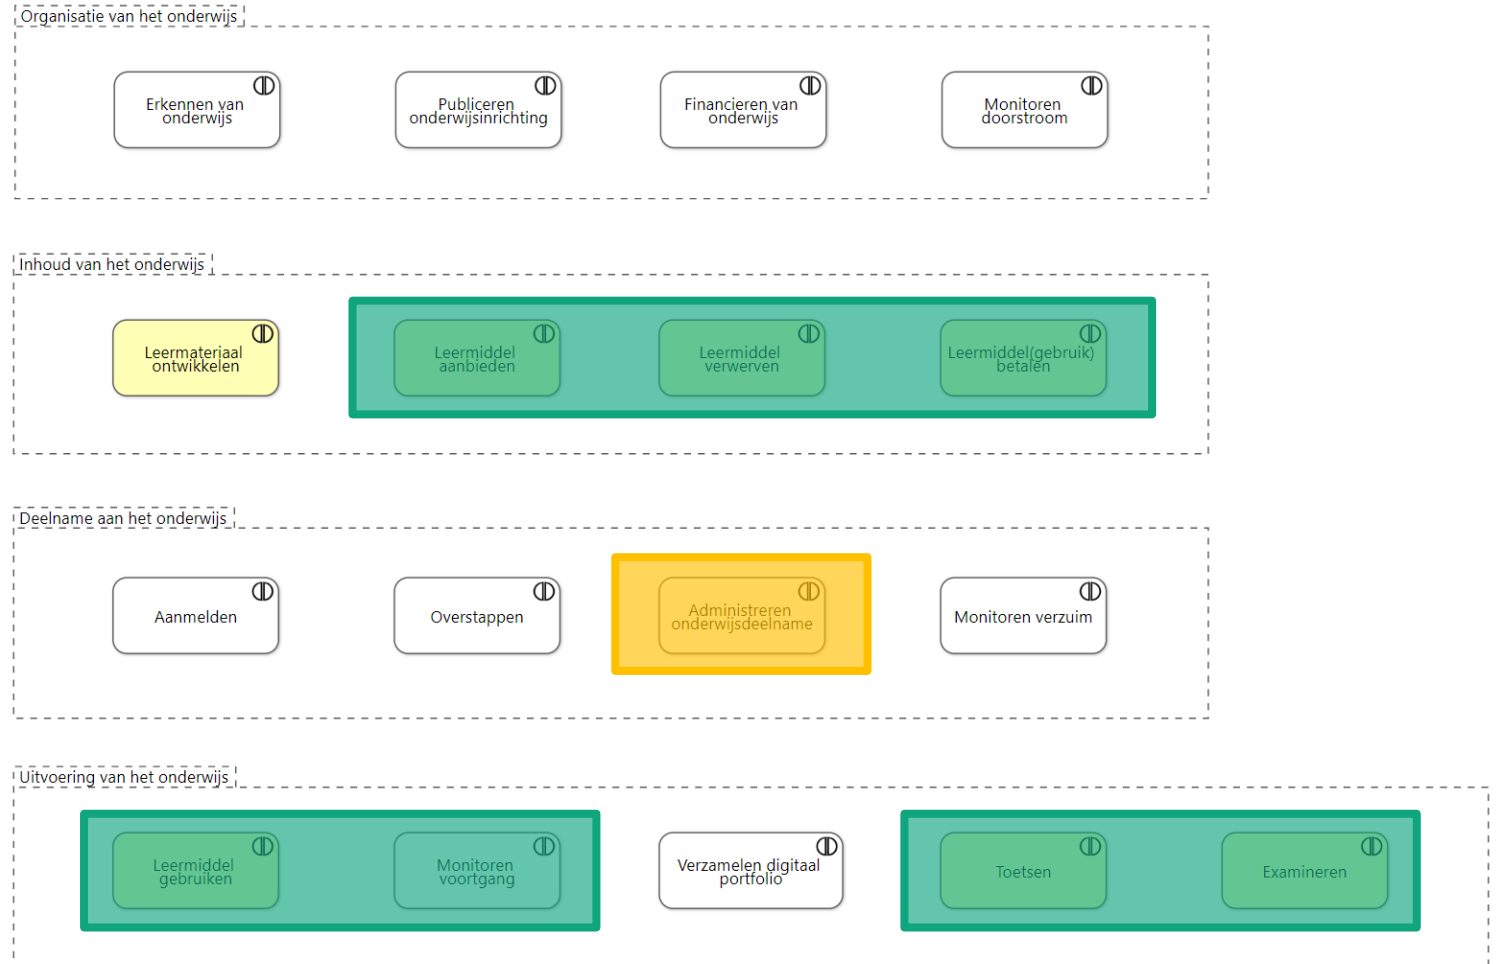 Organisatie van het onderwijs
Erkennen van
onderwijs
Publiceren
onderwijsinrichting
Financieren van
onderwijs
Monitoren
doorstroom
Inhoud van het onderwijs
Leermateriaal
ontwikkelen
Leermiddel
aanbieden
Leermiddel
verwerven
Leermiddel(gebruik)
betalen
Deelname aan het onderwijs
Aanmelden
Overstappen
Administreren
onderwijsdeelname
Monitoren verzuim
Uitvoering van het onderwijs
Leermiddel
gebruiken
Monitoren
voortgang
Verzamelen digitaal
portfolio
Toetsen
Examineren